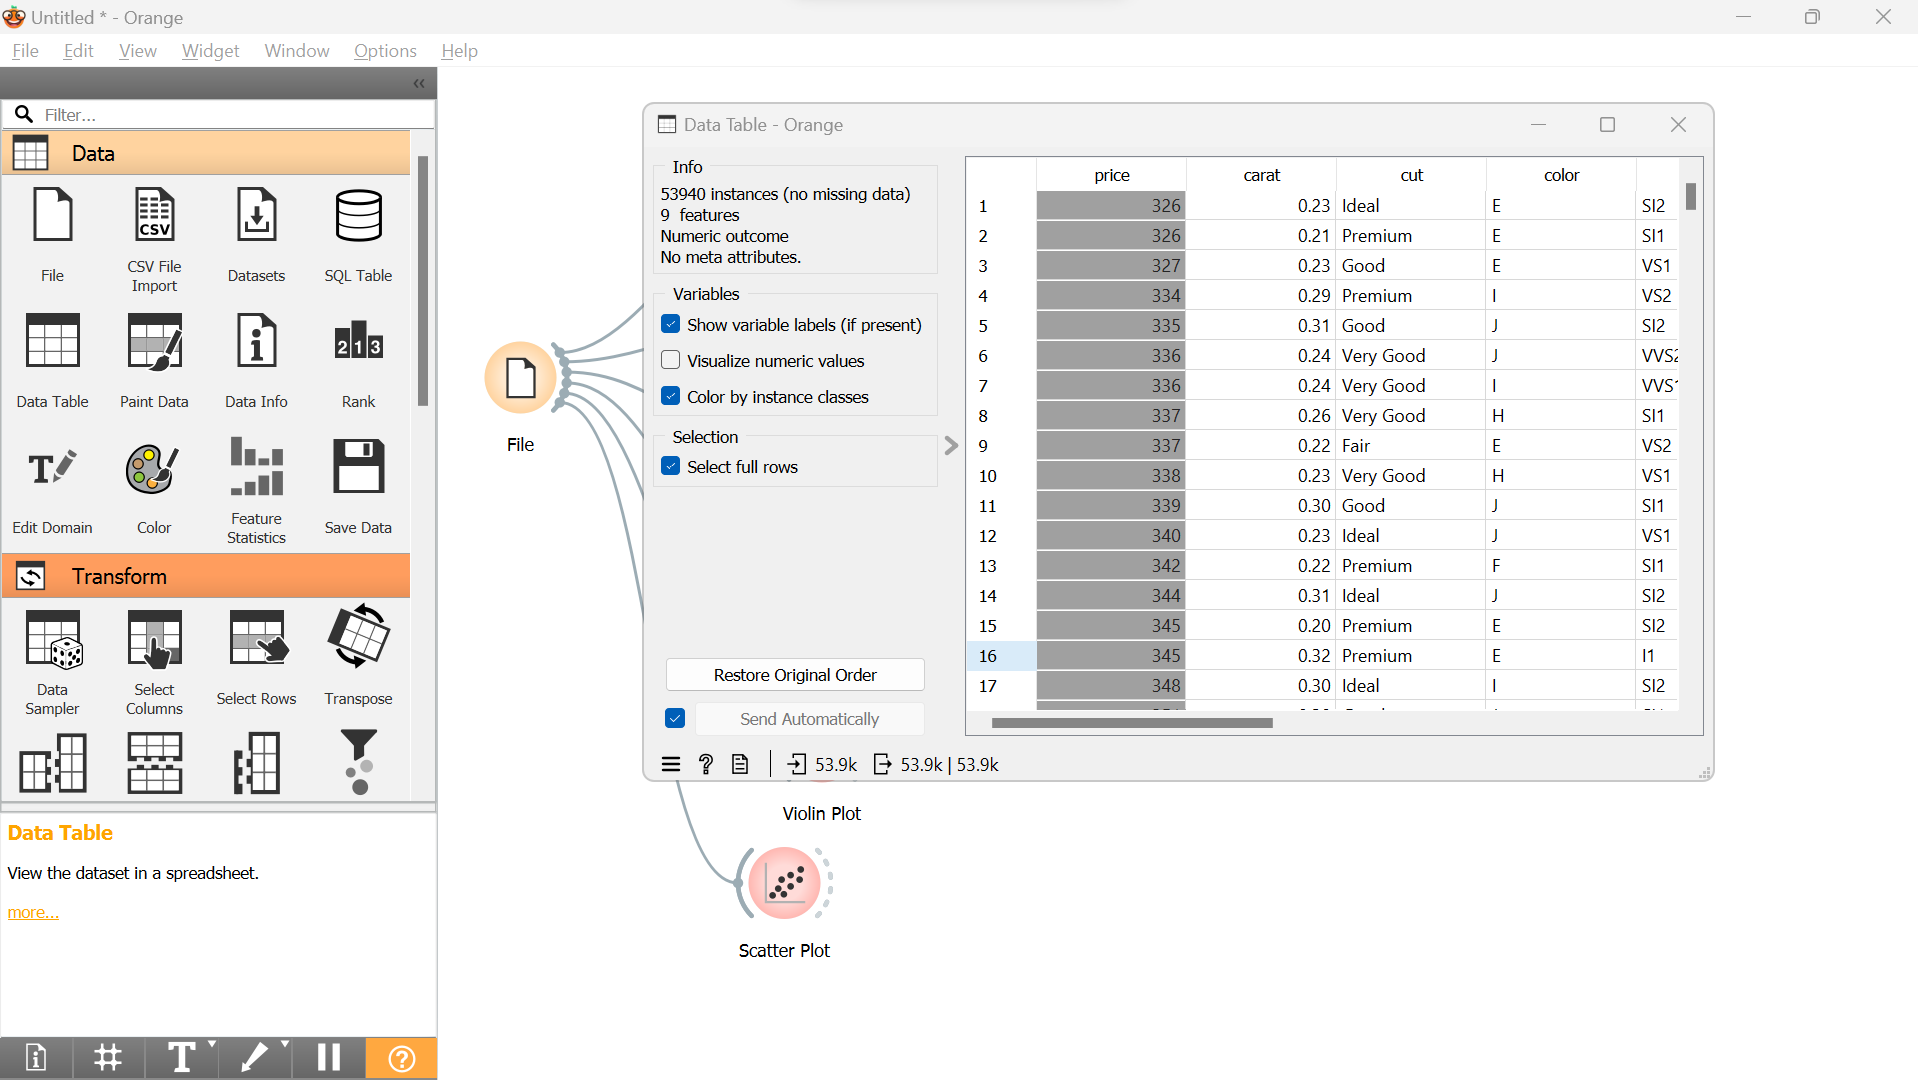 Untitled * - Orange
File Edit View Widget Window Options Help
Filter...
Data
File
CSV File Import
Datasets
SQL Table
Data Table
Paint Data
Data Info
Rank
Edit Domain
Color
Feature Statistics
Save Data
Transform
Data Sampler
Select Columns
Select Rows
Transpose
Data Table
View the dataset in a spreadsheet.
more...
File
Data Table - Orange
Info
53940 instances (no missing data)
9 features
Numeric outcome
No meta attributes.
Variables
Show variable labels (if present)
Visualize numeric values
Color by instance classes
Selection
Select full rows
Restore Original Order
Send Automatically
53.9k 53.9k | 53.9k
price carat cut color
1 326 0.23 Ideal E SI2
2 326 0.21 Premium E SI1
3 327 0.23 Good E VS1
4 334 0.29 Premium I VS2
5 335 0.31 Good J SI2
6 336 0.24 Very Good J VVS2
7 336 0.24 Very Good I VVS1
8 337 0.26 Very Good H SI1
9 337 0.22 Fair E VS2
10 338 0.23 Very Good H VS1
11 339 0.30 Good J SI1
12 340 0.23 Ideal J VS1
13 342 0.22 Premium F SI1
14 344 0.31 Ideal J SI2
15 345 0.20 Premium E SI2
16 345 0.32 Premium E I1
17 348 0.30 Ideal I SI2
Violin Plot
Scatter Plot